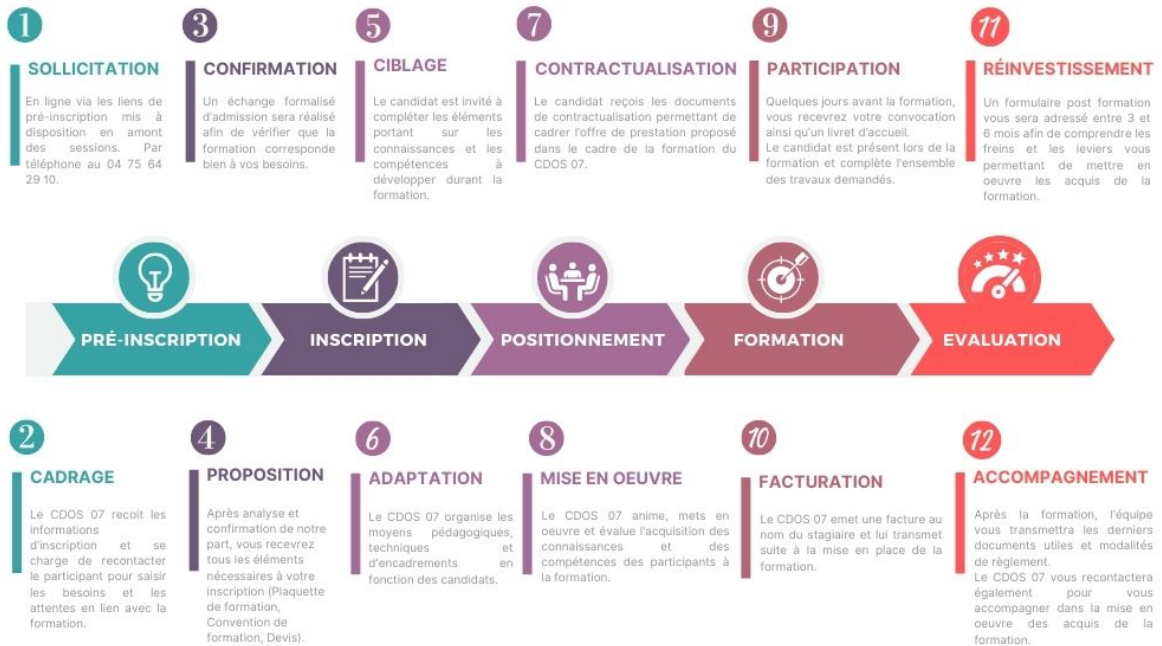 1
SOLLICITATION
En ligne via les liens de
pré-inscription mis à
disposition en amont
des sessions. Par
téléphone au 04 75 64
29 10.
3
CONFIRMATION
Un échange formalisé
d'admission sera réalisé
afin de vérifier que la
formation corresponde
bien à vos besoins.
5
CIBLAGE
Le candidat est invité à
compléter les éléments
portant sur les
connaissances et les
compétences à
développer durant la
formation.
7
CONTRACTUALISATION
Le candidat reçois les documents
de contractualisation permettant de
cadrer l'offre de prestation proposé
dans le cadre de la formation du
CDOS 07.
9
PARTICIPATION
Quelques jours avant la formation,
vous recevrez votre convocation
ainsi qu'un livret d'accueil.
Le candidat est présent lors de la
formation et complète l'ensemble
des travaux demandés.
11
RÉINVESTISSEMENT
Un formulaire post formation
vous sera adressé entre 3 et
6 mois afin de comprendre les
freins et les leviers vous
permettant de mettre en
oeuvre les acquis de la
formation.
PRÉ-INSCRIPTION
INSCRIPTION
POSITIONNEMENT
FORMATION
EVALUATION
2
CADRAGE
Le CDOS 07 recoit les
informations
d'inscription et se
charge de recontacter
le participant pour saisir
les besoins et les
attentes en lien avec la
formation.
4
PROPOSITION
Après analyse et
confirmation de notre
part, vous recevrez
tous les éléments
nécessaires à votre
inscription (Plaquette
de formation,
Convention de
formation, Devis).
6
ADAPTATION
Le CDOS 07 organise les
moyens pédagogiques,
techniques et
d'encadrements en
fonction des candidats.
8
MISE EN OEUVRE
Le CDOS 07 anime, mets en
oeuvre et évalue l'acquisition des
connaissances et des
compétences des participants à
la formation.
10
FACTURATION
Le CDOS 07 emet une facture au
nom du stagiaire et lui transmet
suite à la mise en place de la
formation.
12
ACCOMPAGNEMENT
Après la formation, l'équipe
vous transmettra les derniers
documents utiles et modalités
de règlement.
Le CDOS 07 vous recontactera
également pour vous
accompagner dans la mise en
oeuvre des acquis de la
formation.